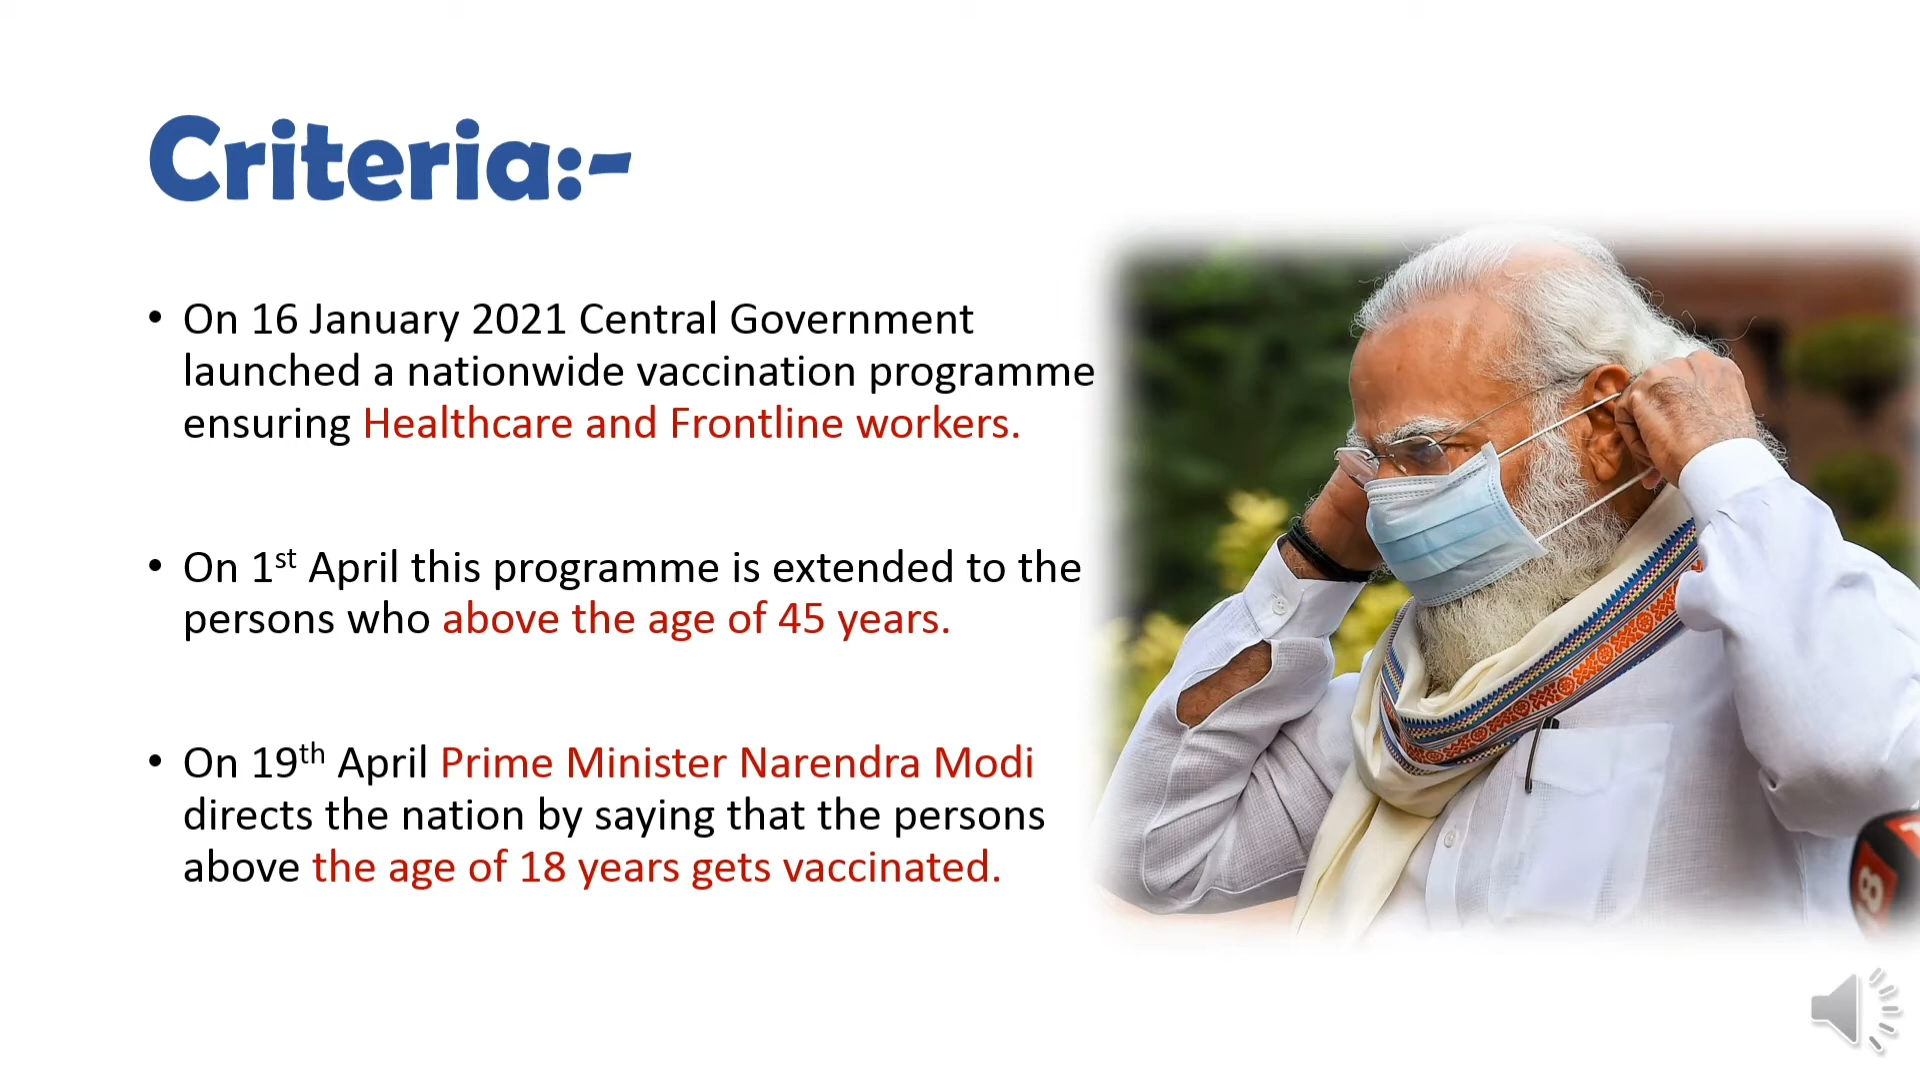 Criteria:-
• On 16 January 2021 Central Government
launched a nationwide vaccination programme
ensuring Healthcare and Frontline workers.
• On 1st April this programme is extended to the
persons who above the age of 45 years.
• On 19th April Prime Minister Narendra Modi
directs the nation by saying that the persons
above the age of 18 years gets vaccinated.
8